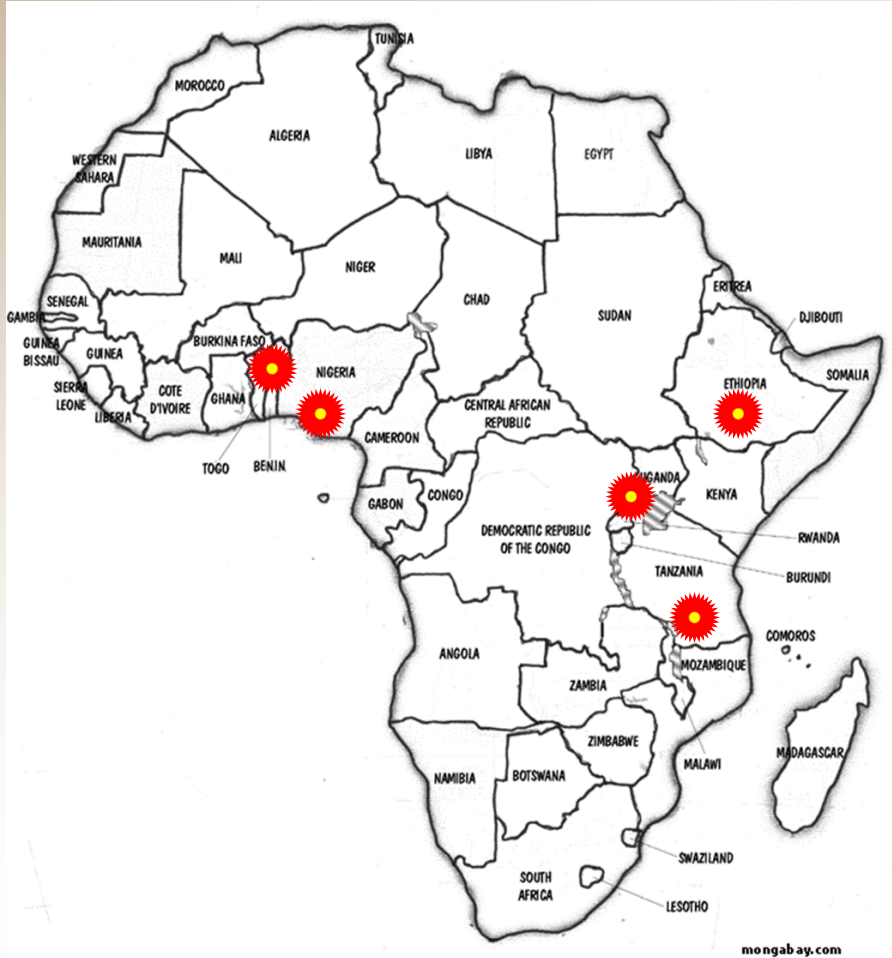 TUNISIA
MOROCCO
ALGERIA
LIBYA
EGYPT
WESTERN
SAHARA
MAURITANIA
MALI
NIGER
CHAD
SUDAN
ERITREA
DJIBOUTI
SENEGAL
GAMBIA
GUINEA
BISSAU
GUINEA
BURKINA FASO
NIGERIA
ETHIOPIA
SOMALIA
SIERRA
LEONE
LIBERIA
COTE
D'IVOIRE
GHANA
CENTRAL AFRICAN
REPUBLIC
CAMEROON
TOGO
BENIN
UGANDA
KENYA
GABON
CONGO
DEMOCRATIC REPUBLIC
OF THE CONGO
RWANDA
TANZANIA
BURUNDI
COMOROS
ANGOLA
MOZAMBIQUE
ZAMBIA
ZIMBABWE
MALAWI
MADAGASCAR
NAMIBIA
BOTSWANA
SWAZILAND
SOUTH
AFRICA
LESOTHO
mongabay.com